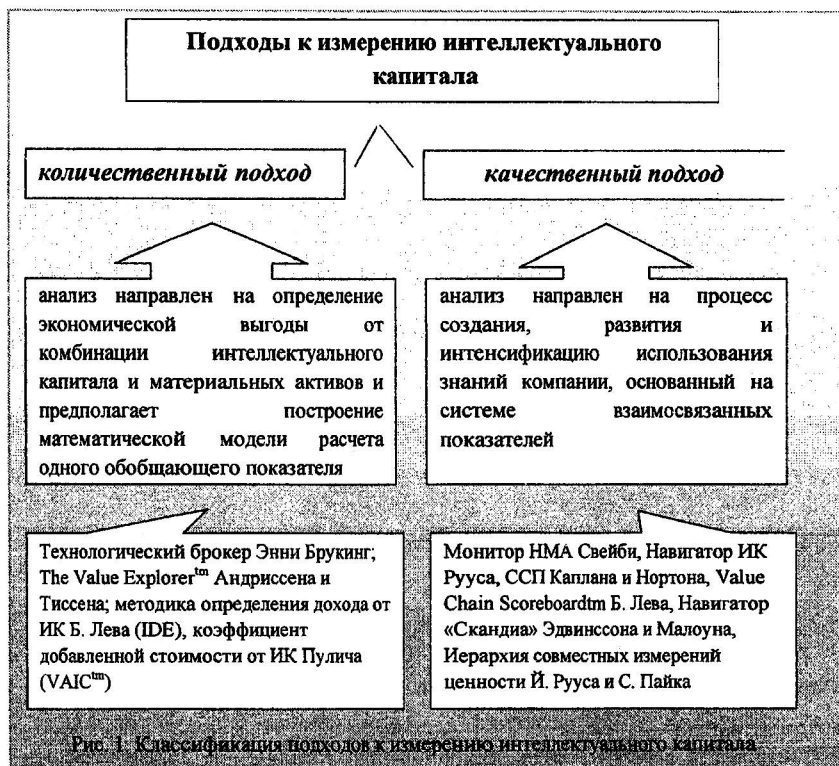 Подходы к измерению интеллектуального
капитала
количественный подход
качественный подход
анализ направлен на определение
экономической выгоды от
комбинации интеллектуального
капитала и материальных активов и
предполагает построение
математической модели расчета
одного обобщающего показателя
анализ направлен на процесс
создания, развития и
интенсификацию использования
знаний компании, основанный на
системе взаимосвязанных
показателей
Технологический брокер Энни Брукинг;
The Value Explorer™ Андриссена и
Тиссена; методика определения дохода от
ИК Б. Лева (IDE), коэффициент
добавленной стоимости от ИК Пулича
(VAIC™)
Монитор НМА Свейби, Навигатор ИК
Рууса, ССП Каплана и Нортона, Value
Chain Scoreboardtm Б. Лева, Навигатор
«Скандиа» Эдвинссона и Малоуна,
Иерархия совместных измерений
ценности Й. Рууса и С. Пайка
Рис. 1. Классификация подходов к измерению интеллектуального капитала